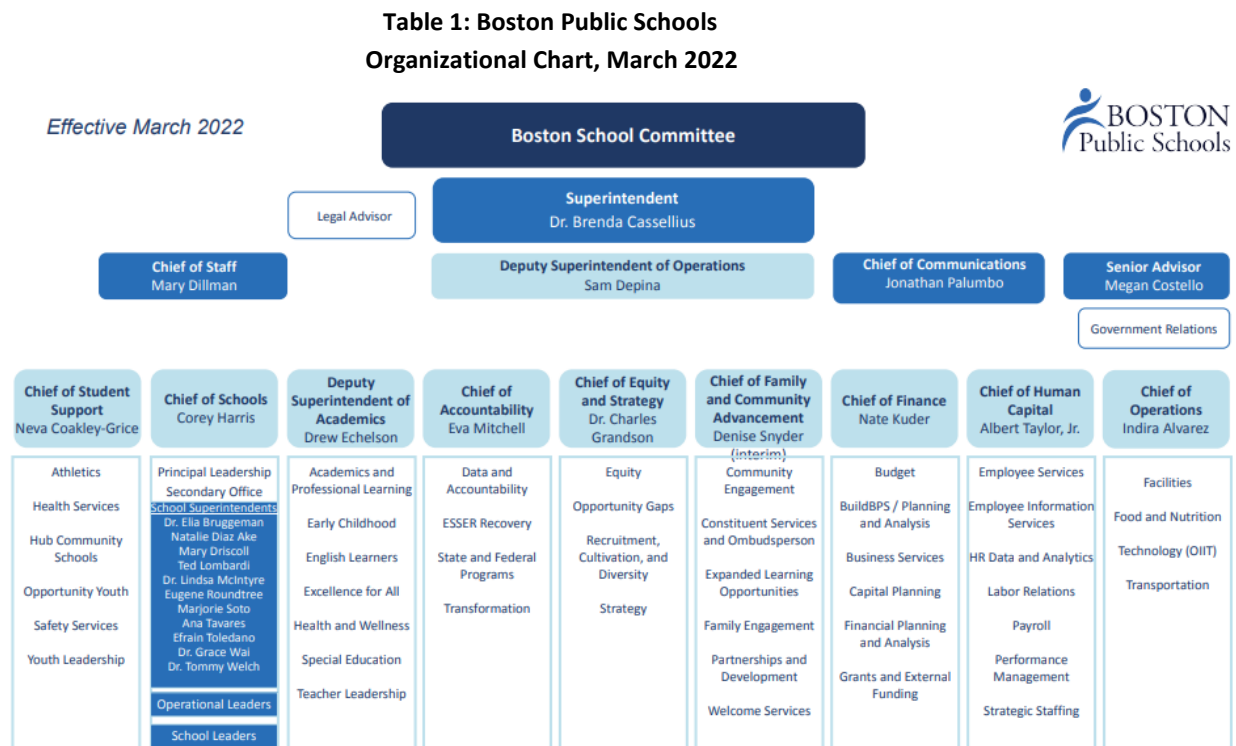 Table 1: Boston Public Schools
Organizational Chart, March 2022
Effective March 2022
Boston School Committee
BOSTON
Public Schools
Legal Advisor
Superintendent
Dr. Brenda Cassellius
Chief of Staff
Mary Dillman
Deputy Superintendent of Operations
Sam Depina
Chief of Communications
Jonathan Palumbo
Senior Advisor
Megan Costello
Government Relations
Chief of Student
Support
Neva Coakley-Grice
Athletics
Health Services
Hub Community
Schools
Opportunity Youth
Safety Services
Youth Leadership
Chief of Schools
Corey Harris
Principal Leadership
Secondary Office
School Superintendents
Dr. Elia Bruggeman
Natalie Diaz Ake
Mary Driscoll
Ted Lombardi
Dr. Lindsa McIntyre
Eugene Roundtree
Marjorie Soto
Ana Tavares
Efrain Toledano
Dr. Grace Wai
Dr. Tommy Welch
Operational Leaders
School Leaders
Deputy
Superintendent of
Academics
Drew Echelson
Academics and
Professional Learning
Early Childhood
English Learners
Excellence for All
Health and Wellness
Special Education
Teacher Leadership
Chief of
Accountability
Eva Mitchell
Data and
Accountability
ESSER Recovery
State and Federal
Programs
Transformation
Chief of Equity
and Strategy
Dr. Charles
Grandson
Equity
Opportunity Gaps
Recruitment,
Cultivation, and
Diversity
Strategy
Chief of Family
and Community
Advancement
Denise Snyder
(interim)
Community
Engagement
Constituent Services
and Ombudsperson
Expanded Learning
Opportunities
Family Engagement
Partnerships and
Development
Welcome Services
Chief of Finance
Nate Kuder
Budget
BuildBPS / Planning
and Analysis
Business Services
Capital Planning
Financial Planning
and Analysis
Grants and External
Funding
Chief of Human
Capital
Albert Taylor, Jr.
Employee Services
Employee Information
Services
HR Data and Analytics
Labor Relations
Payroll
Performance
Management
Strategic Staffing
Chief of
Operations
Indira Alvarez
Facilities
Food and Nutrition
Technology (OIIT)
Transportation